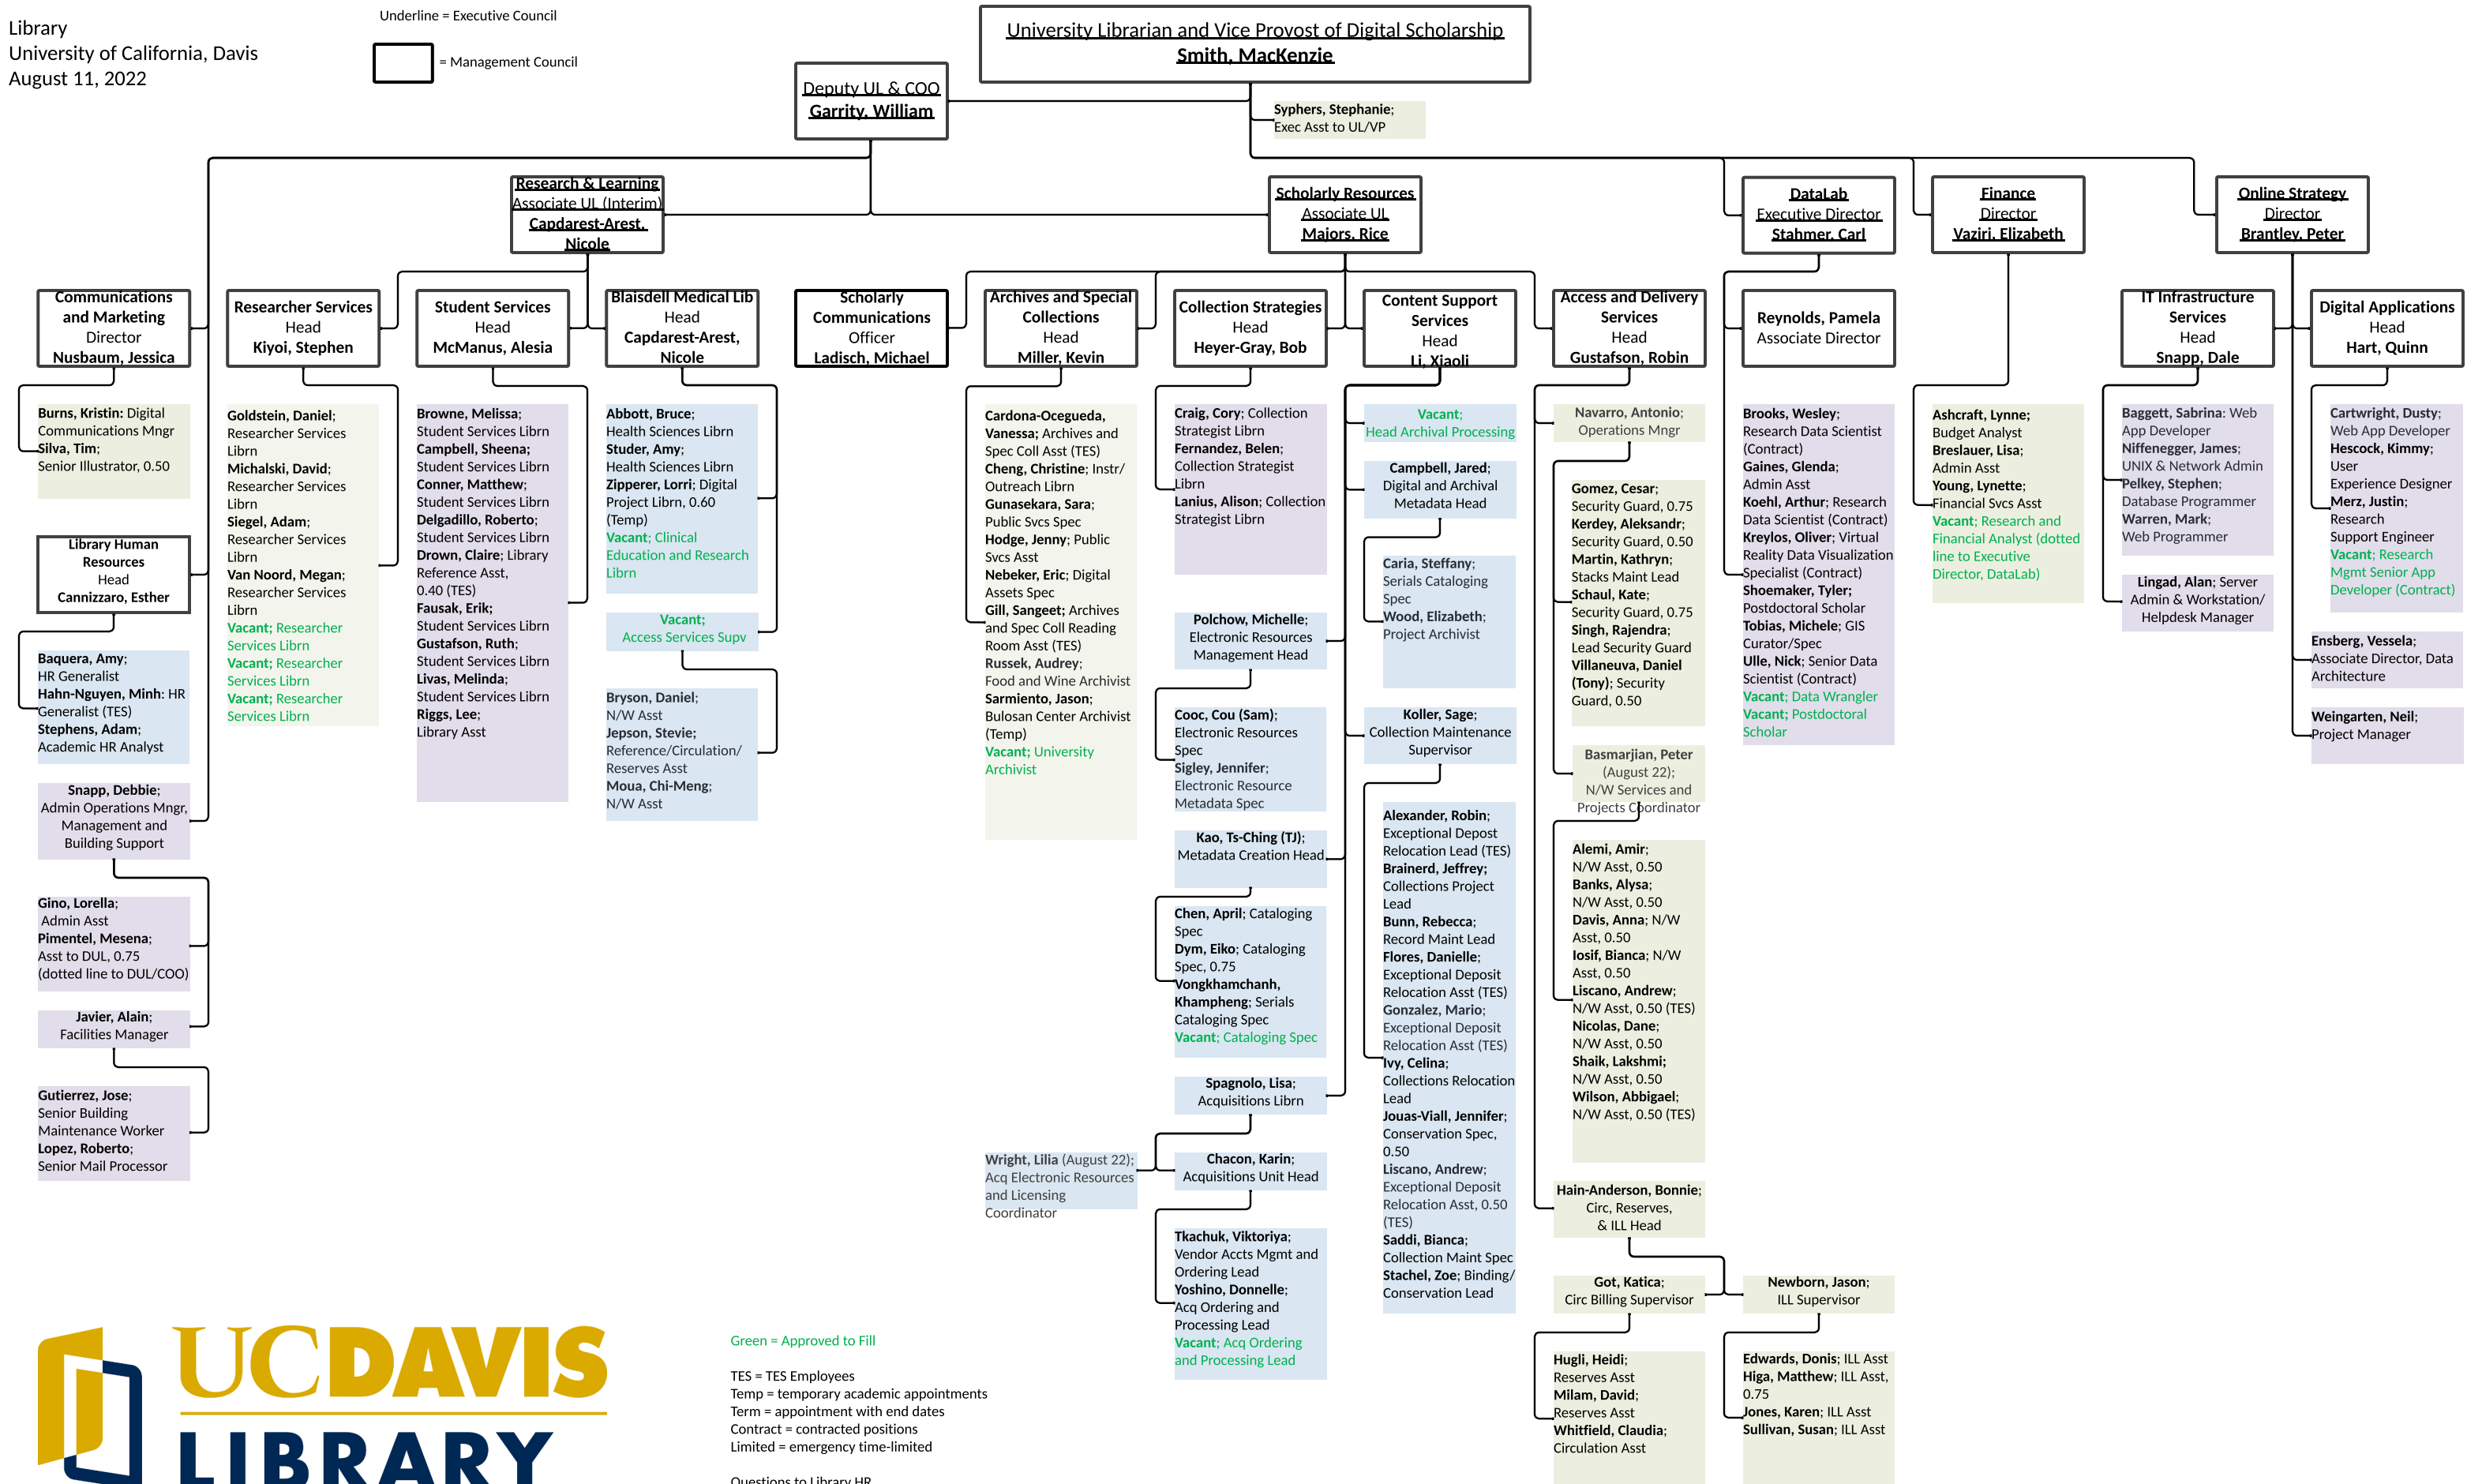 Library
University of California, Davis
August 11, 2022
Underline = Executive Council
= Management Council
University Librarian and Vice Provost of Digital Scholarship
Smith, MacKenzie
Deputy UL & COO
Garrity, William
Syphers, Stephanie;
Exec Asst to UL/VP
Research & Learning
Associate UL (Interim)
Capdarest-Arest,
Nicole
Scholarly Resources
Associate UL
Majors, Rice
DataLab
Executive Director
Stahmer, Carl
Finance
Director
Vaziri, Elizabeth
Online Strategy
Director
Brantley, Peter
Communications
and Marketing
Director
Nusbaum, Jessica
Researcher Services
Head
Kiyoi, Stephen
Student Services
Head
McManus, Alesia
Blaisdell Medical Lib
Head
Capdarest-Arest,
Nicole
Scholarly
Communications
Officer
Ladisch, Michael
Archives and Special
Collections
Head
Miller, Kevin
Collection Strategies
Head
Heyer-Gray, Bob
Content Support
Services
Head
Li, Xiaoli
Access and Delivery
Services
Head
Gustafson, Robin
Reynolds, Pamela
Associate Director
IT Infrastructure
Services
Head
Snapp, Dale
Digital Applications
Head
Hart, Quinn
Burns, Kristin: Digital
Communications Mngr
Silva, Tim;
Senior Illustrator, 0.50
Library Human
Resources
Head
Cannizzaro, Esther
Baquera, Amy;
HR Generalist
Hahn-Nguyen, Minh: HR
Generalist (TES)
Stephens, Adam;
Academic HR Analyst
Snapp, Debbie;
Admin Operations Mngr,
Management and
Building Support
Gino, Lorella;
Admin Asst
Pimentel, Mesena;
Asst to DUL, 0.75
(dotted line to DUL/COO)
Javier, Alain;
Facilities Manager
Gutierrez, Jose;
Senior Building
Maintenance Worker
Lopez, Roberto;
Senior Mail Processor
Goldstein, Daniel;
Researcher Services
Librn
Michalski, David;
Researcher Services
Librn
Siegel, Adam;
Researcher Services
Librn
Van Noord, Megan;
Researcher Services
Librn
Vacant; Researcher
Services Librn
Vacant; Researcher
Services Librn
Vacant; Researcher
Services Librn
Browne, Melissa;
Student Services Librn
Campbell, Sheena;
Student Services Librn
Conner, Matthew;
Student Services Librn
Delgadillo, Roberto;
Student Services Librn
Drown, Claire; Library
Reference Asst,
0.40 (TES)
Fausak, Erik;
Student Services Librn
Gustafson, Ruth;
Student Services Librn
Livas, Melinda;
Student Services Librn
Riggs, Lee;
Library Asst
Abbott, Bruce;
Health Sciences Librn
Studer, Amy;
Health Sciences Librn
Zipperer, Lorri; Digital
Project Librn, 0.60
(Temp)
Vacant; Clinical
Education and Research
Librn
Vacant;
Access Services Supv
Bryson, Daniel;
N/W Asst
Jepson, Stevie;
Reference/Circulation/
Reserves Asst
Moua, Chi-Meng;
N/W Asst
Cardona-Ocegueda,
Vanessa; Archives and
Spec Coll Asst (TES)
Cheng, Christine; Instr/
Outreach Librn
Gunasekara, Sara;
Public Svcs Spec
Hodge, Jenny; Public
Svcs Asst
Nebeker, Eric; Digital
Assets Spec
Gill, Sangeet; Archives
and Spec Coll Reading
Room Asst (TES)
Russek, Audrey;
Food and Wine Archivist
Sarmiento, Jason;
Bulosan Center Archivist
(Temp)
Vacant; University
Archivist
Craig, Cory; Collection
Strategist Librn
Fernandez, Belen;
Collection Strategist
Librn
Lanius, Alison; Collection
Strategist Librn
Polchow, Michelle;
Electronic Resources
Management Head
Cooc, Cou (Sam);
Electronic Resources
Spec
Sigley, Jennifer;
Electronic Resource
Metadata Spec
Kao, Ts-Ching (TJ);
Metadata Creation Head
Chen, April; Cataloging
Spec
Dym, Eiko; Cataloging
Spec, 0.75
Vongkhamchanh,
Khampheng; Serials
Cataloging Spec
Vacant; Cataloging Spec
Spagnolo, Lisa;
Acquisitions Librn
Wright, Lilia (August 22);
Acq Electronic Resources
and Licensing
Coordinator
Chacon, Karin;
Acquisitions Unit Head
Tkachuk, Viktoriya;
Vendor Accts Mgmt and
Ordering Lead
Yoshino, Donnelle;
Acq Ordering and
Processing Lead
Vacant; Acq Ordering
and Processing Lead
Vacant;
Head Archival Processing
Campbell, Jared;
Digital and Archival
Metadata Head
Caria, Steffany;
Serials Cataloging
Spec
Wood, Elizabeth;
Project Archivist
Koller, Sage;
Collection Maintenance
Supervisor
Alexander, Robin;
Exceptional Depost
Relocation Lead (TES)
Brainerd, Jeffrey;
Collections Project
Lead
Bunn, Rebecca;
Record Maint Lead
Flores, Danielle;
Exceptional Deposit
Relocation Asst (TES)
Gonzalez, Mario;
Exceptional Deposit
Relocation Asst (TES)
Ivy, Celina;
Collections Relocation
Lead
Jouas-Viall, Jennifer;
Conservation Spec,
0.50
Liscano, Andrew;
Exceptional Deposit
Relocation Asst, 0.50
(TES)
Saddi, Bianca;
Collection Maint Spec
Stachel, Zoe; Binding/
Conservation Lead
Navarro, Antonio;
Operations Mngr
Gomez, Cesar;
Security Guard, 0.75
Kerdey, Aleksandr;
Security Guard, 0.50
Martin, Kathryn;
Stacks Maint Lead
Schaul, Kate;
Security Guard, 0.75
Singh, Rajendra;
Lead Security Guard
Villaneuva, Daniel
(Tony); Security
Guard, 0.50
Basmarjian, Peter
(August 22);
N/W Services and
Projects Coordinator
Alemi, Amir;
N/W Asst, 0.50
Banks, Alysa;
N/W Asst, 0.50
Davis, Anna; N/W
Asst, 0.50
Iosif, Bianca; N/W
Asst, 0.50
Liscano, Andrew;
N/W Asst, 0.50 (TES)
Nicolas, Dane;
N/W Asst, 0.50
Shaik, Lakshmi;
N/W Asst, 0.50
Wilson, Abbigael;
N/W Asst, 0.50 (TES)
Hain-Anderson, Bonnie;
Circ, Reserves,
& ILL Head
Got, Katica;
Circ Billing Supervisor
Newborn, Jason;
ILL Supervisor
Hugli, Heidi;
Reserves Asst
Milam, David;
Reserves Asst
Whitfield, Claudia;
Circulation Asst
Edwards, Donis; ILL Asst
Higa, Matthew; ILL Asst,
0.75
Jones, Karen; ILL Asst
Sullivan, Susan; ILL Asst
Brooks, Wesley;
Research Data Scientist
(Contract)
Gaines, Glenda;
Admin Asst
Koehl, Arthur; Research
Data Scientist (Contract)
Kreylos, Oliver; Virtual
Reality Data Visualization
Specialist (Contract)
Shoemaker, Tyler;
Postdoctoral Scholar
Tobias, Michele; GIS
Curator/Spec
Ulle, Nick; Senior Data
Scientist (Contract)
Vacant; Data Wrangler
Vacant; Postdoctoral
Scholar
Ashcraft, Lynne;
Budget Analyst
Breslauer, Lisa;
Admin Asst
Young, Lynette;
Financial Svcs Asst
Vacant; Research and
Financial Analyst (dotted
line to Executive
Director, DataLab)
Baggett, Sabrina: Web
App Developer
Niffenegger, James;
UNIX & Network Admin
Pelkey, Stephen;
Database Programmer
Warren, Mark;
Web Programmer
Lingad, Alan; Server
Admin & Workstation/
Helpdesk Manager
Cartwright, Dusty;
Web App Developer
Hescock, Kimmy;
User
Experience Designer
Merz, Justin;
Research
Support Engineer
Vacant; Research
Mgmt Senior App
Developer (Contract)
Ensberg, Vessela;
Associate Director, Data
Architecture
Weingarten, Neil;
Project Manager
UCDAVIS
LIBRARY
Green = Approved to Fill
TES = TES Employees
Temp = temporary academic appointments
Term = appointment with end dates
Contract = contracted positions
Limited = emergency time-limited
Questions to Library HR